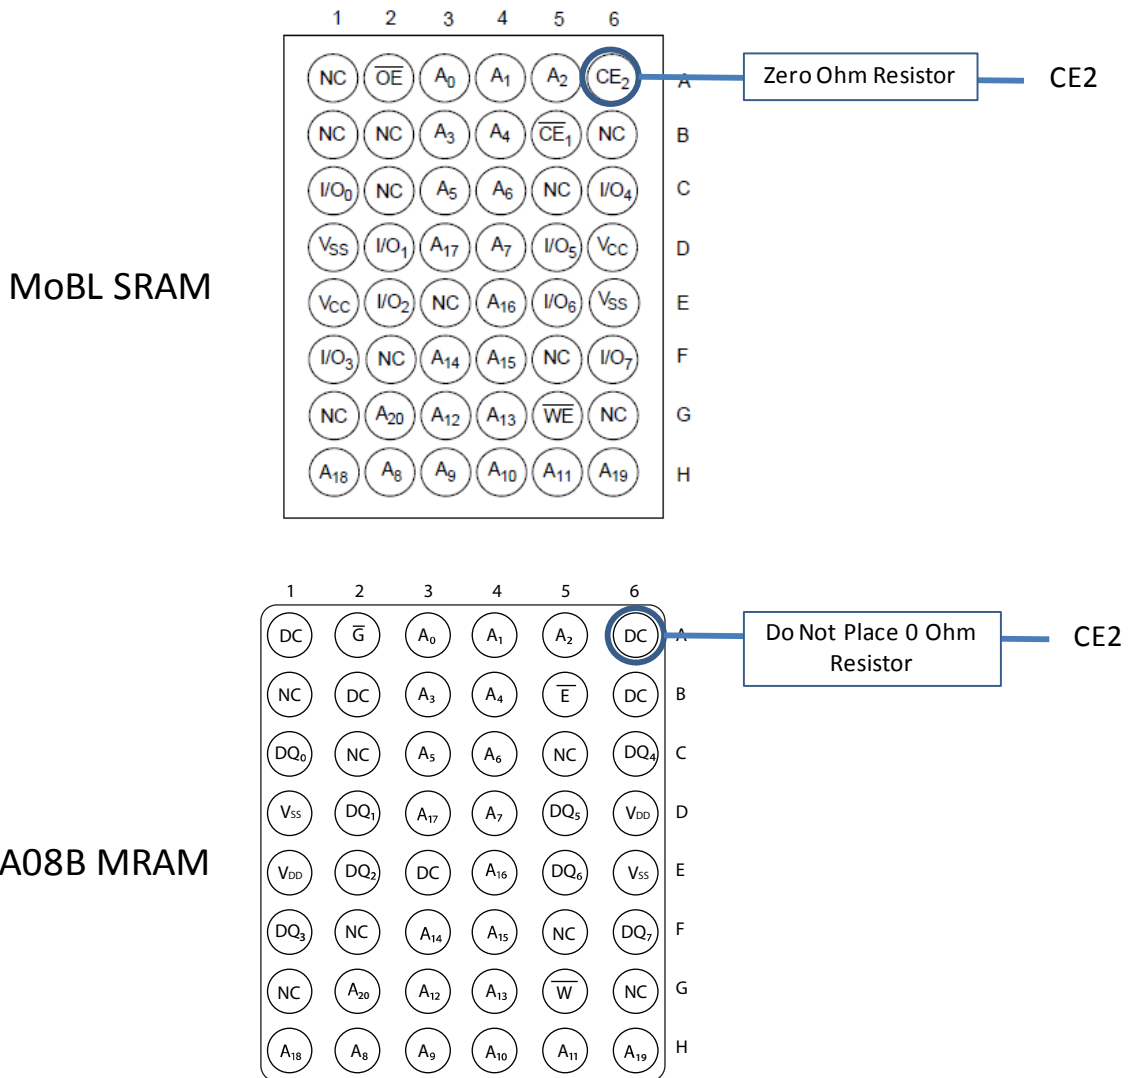 1 2 3 4 5 6
NC O̅E̅ A₀ A₁ A₂ CE₂ A Zero Ohm Resistor CE2
NC NC A₃ A₄ C̅E̅₁ NC B
I/O₀ NC A₅ A₆ NC I/O₄ C
VSS I/O₁ A₁₇ A₇ I/O₅ VCC D
MoBL SRAM
VCC I/O₂ NC A₁₆ I/O₆ VSS E
I/O₃ NC A₁₄ A₁₅ NC I/O₇ F
NC A₂₀ A₁₂ A₁₃ W̅E̅ NC G
A₁₈ A₈ A₉ A₁₀ A₁₁ A₁₉ H
1 2 3 4 5 6
DC G̅ A₀ A₁ A₂ DC A Do Not Place 0 Ohm CE2
Resistor
NC DC A₃ A₄ E̅ DC B
DQ₀ NC A₅ A₆ NC DQ₄ C
VSS DQ₁ A₁₇ A₇ DQ₅ VDD D
A08B MRAM
VDD DQ₂ DC A₁₆ DQ₆ VSS E
DQ₃ NC A₁₄ A₁₅ NC DQ₇ F
NC A₂₀ A₁₂ A₁₃ W̅ NC G
A₁₈ A₈ A₉ A₁₀ A₁₁ A₁₉ H